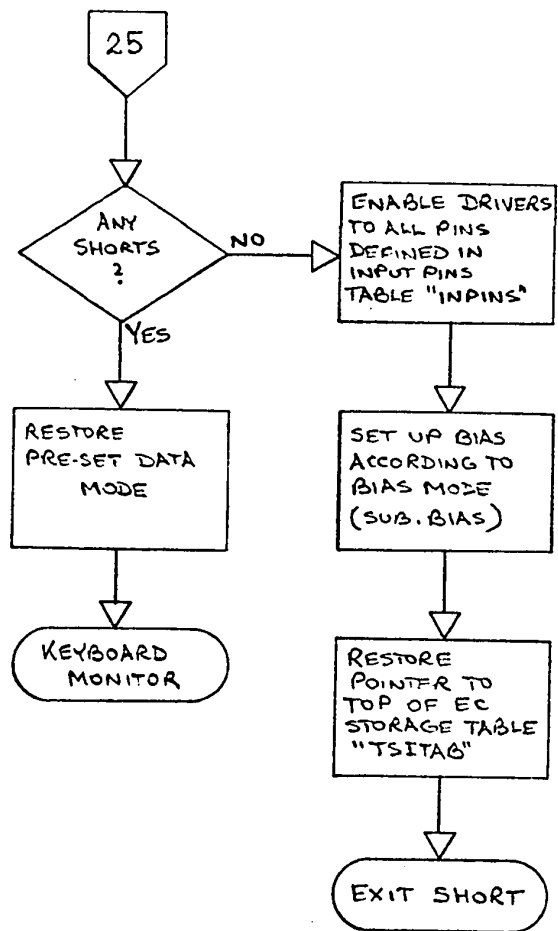 25
ANY
SHORTS
?
NO
YES
ENABLE DRIVERS
TO ALL PINS
DEFINED IN
INPUT PINS
TABLE "INPINS"
RESTORE
PRE-SET DATA
MODE
SET UP BIAS
ACCORDING TO
BIAS MODE
(SUB.BIAS)
KEYBOARD
MONITOR
RESTORE
POINTER TO
TOP OF EC
STORAGE TABLE
"TSITAB"
EXIT SHORT